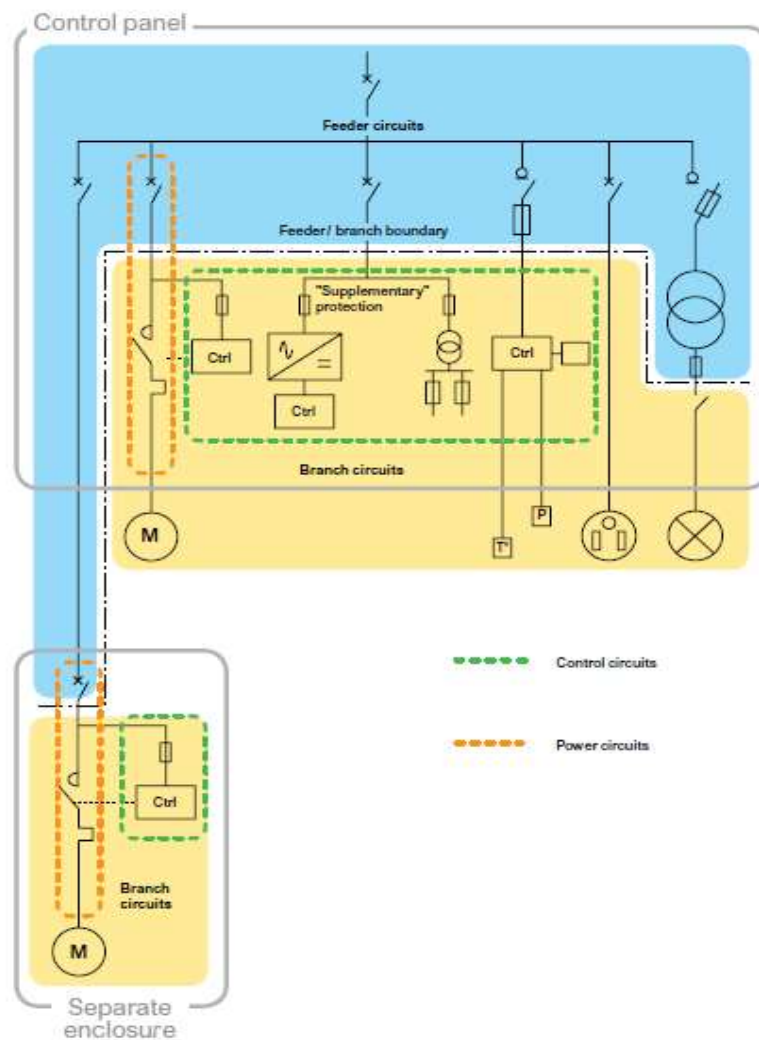 Control panel
Feeder circuits
Feeder / branch boundary
"Supplementary"
protection
Ctrl
Ctrl
Ctrl
Branch circuits
M
T°
P
Control circuits
Power circuits
Ctrl
Branch
circuits
M
Separate
enclosure